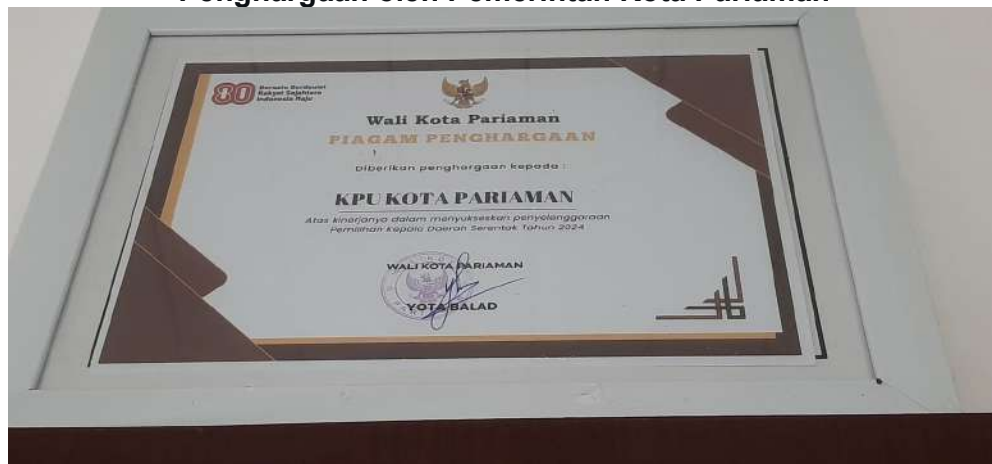 Penghargaan oleh Pemerintah Kota Pariaman
80
Bersatu Berdaulat
Rakyat Sejahtera
Indonesia Maju
Wali Kota Pariaman
PIAGAM PENGHARGAAN
Diberikan penghargaan kepada :
KPU KOTA PARIAMAN
Atas kinerjanya dalam menyukseskan penyelenggaraan
Pemilihan Kepala Daerah Serentak Tahun 2024
WALI KOTA PARIAMAN
YOTA BALAD